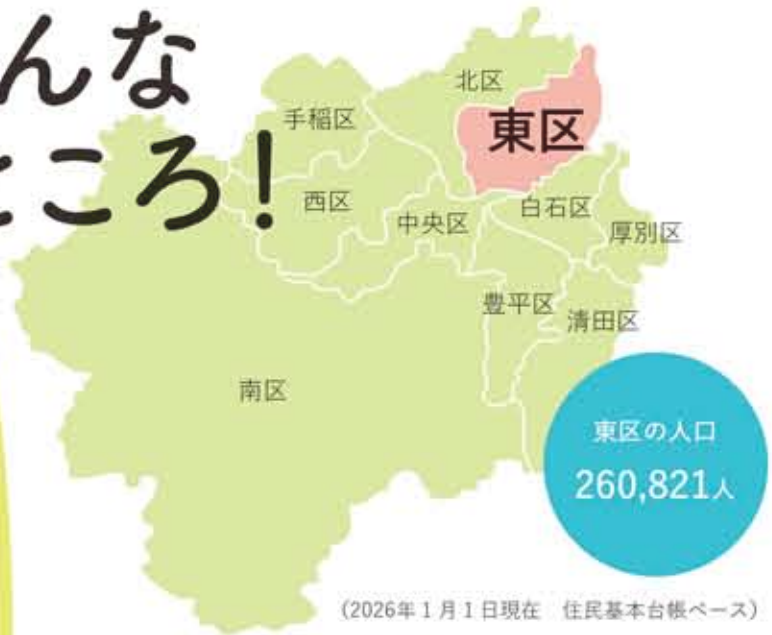 んな
ところ!
北区
東区
手稲区
西区
中央区
白石区
厚別区
豊平区
清田区
南区
東区の人口
260,821人
(2026年1月1日現在 住民基本台帳ベース)